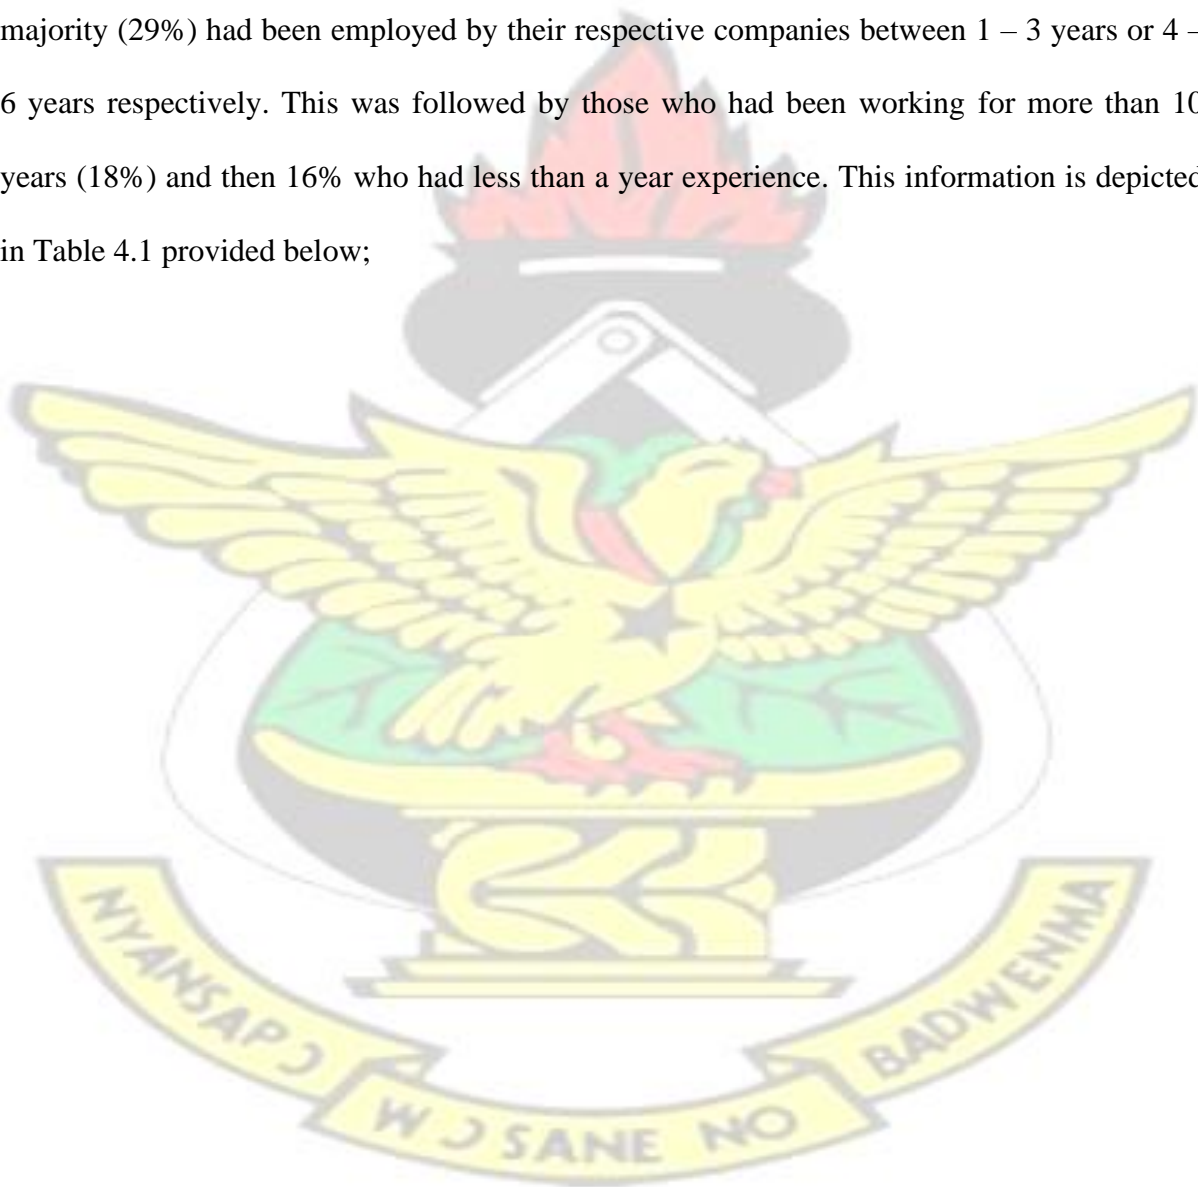 majority (29%) had been employed by their respective companies between 1 – 3 years or 4 –
6 years respectively. This was followed by those who had been working for more than 10
years (18%) and then 16% who had less than a year experience. This information is depicted
in Table 4.1 provided below;
NYANSAPƆ
WƆSANE NO
BADWENMA